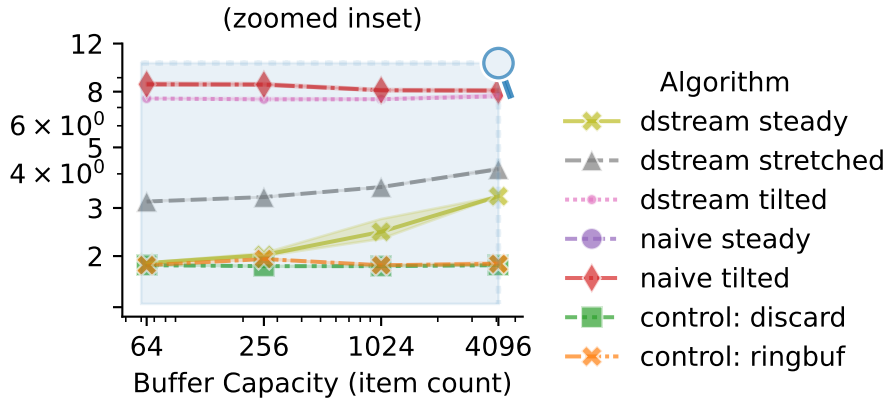 (zoomed inset)
12
8
6 × 10⁰
5
4 × 10⁰
3
2
64 256 1024 4096
Buffer Capacity (item count)
Algorithm
dstream steady
dstream stretched
dstream tilted
naive steady
naive tilted
control: discard
control: ringbuf